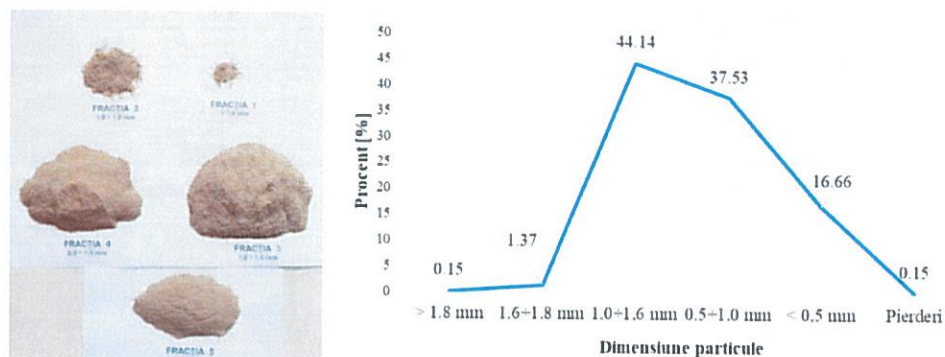 FRACTIA 2
FRACTIA 1
FRACTIA 4
FRACTIA 3
FRACTIA 5
Procent [%]
50
45
40
35
30
25
20
15
10
5
0
0.15
1.37
44.14
37.53
16.66
0.15
> 1.8 mm
1.6÷1.8 mm
1.0÷1.6 mm
0.5÷1.0 mm
< 0.5 mm
Pierderi
Dimensiune particule